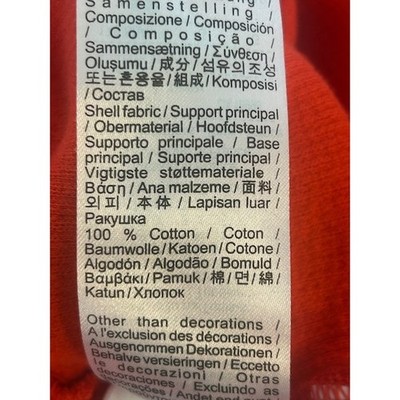 Samenstelling /
Composizione / Composición
/ Composição /
Sammensætning / Σύνθεση /
Oluşumu / 成分 / 섬유의 조성
또는 혼용율 / 組成 / Komposisi
/ Состав
Shell fabric / Support principal
/ Obermaterial / Hoofdsteun /
Supporto principale / Base
principal / Suporte principal /
Vigtigste støttemateriale /
Βάση / Ana malzeme / 面料 /
외피 / 本体 / Lapisan luar /
Ракушка
100 % Cotton / Coton /
Baumwolle / Katoen / Cotone /
Algodón / Algodão / Bomuld /
Βαμβάκι / Pamuk / 棉 / 면 / 綿 /
Katun / Хлопок
Other than decorations /
A l'exclusion des décorations /
Ausgenommen Dekorationen /
Behalve versieringen / Eccetto
le decorazioni / Otras
decoraciones / Excluindo as